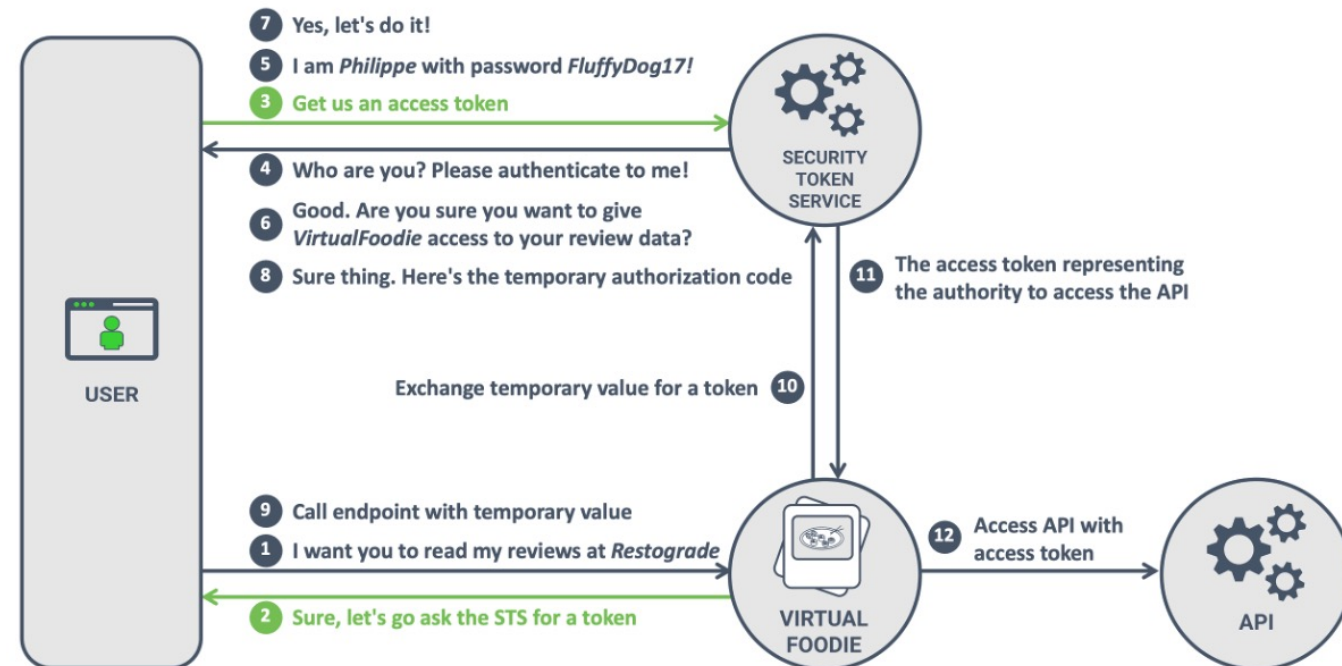 7 Yes, let's do it!
5 I am Philippe with password FluffyDog17!
3 Get us an access token
4 Who are you? Please authenticate to me!
6 Good. Are you sure you want to give
VirtualFoodie access to your review data?
8 Sure thing. Here's the temporary authorization code
SECURITY
TOKEN
SERVICE
11 The access token representing
the authority to access the API
USER
Exchange temporary value for a token 10
9 Call endpoint with temporary value
1 I want you to read my reviews at Restograde
2 Sure, let's go ask the STS for a token
VIRTUAL
FOODIE
12 Access API with
access token
API